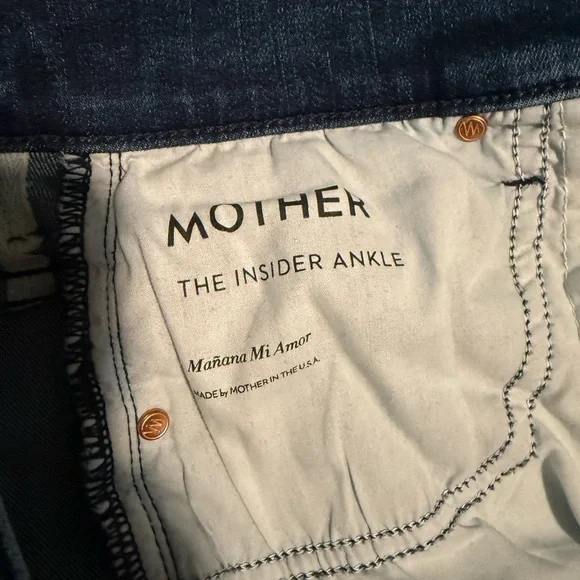 MOTHER
THE INSIDER ANKLE
Mañana Mi Amor
MADE by MOTHER IN THE U.S.A.